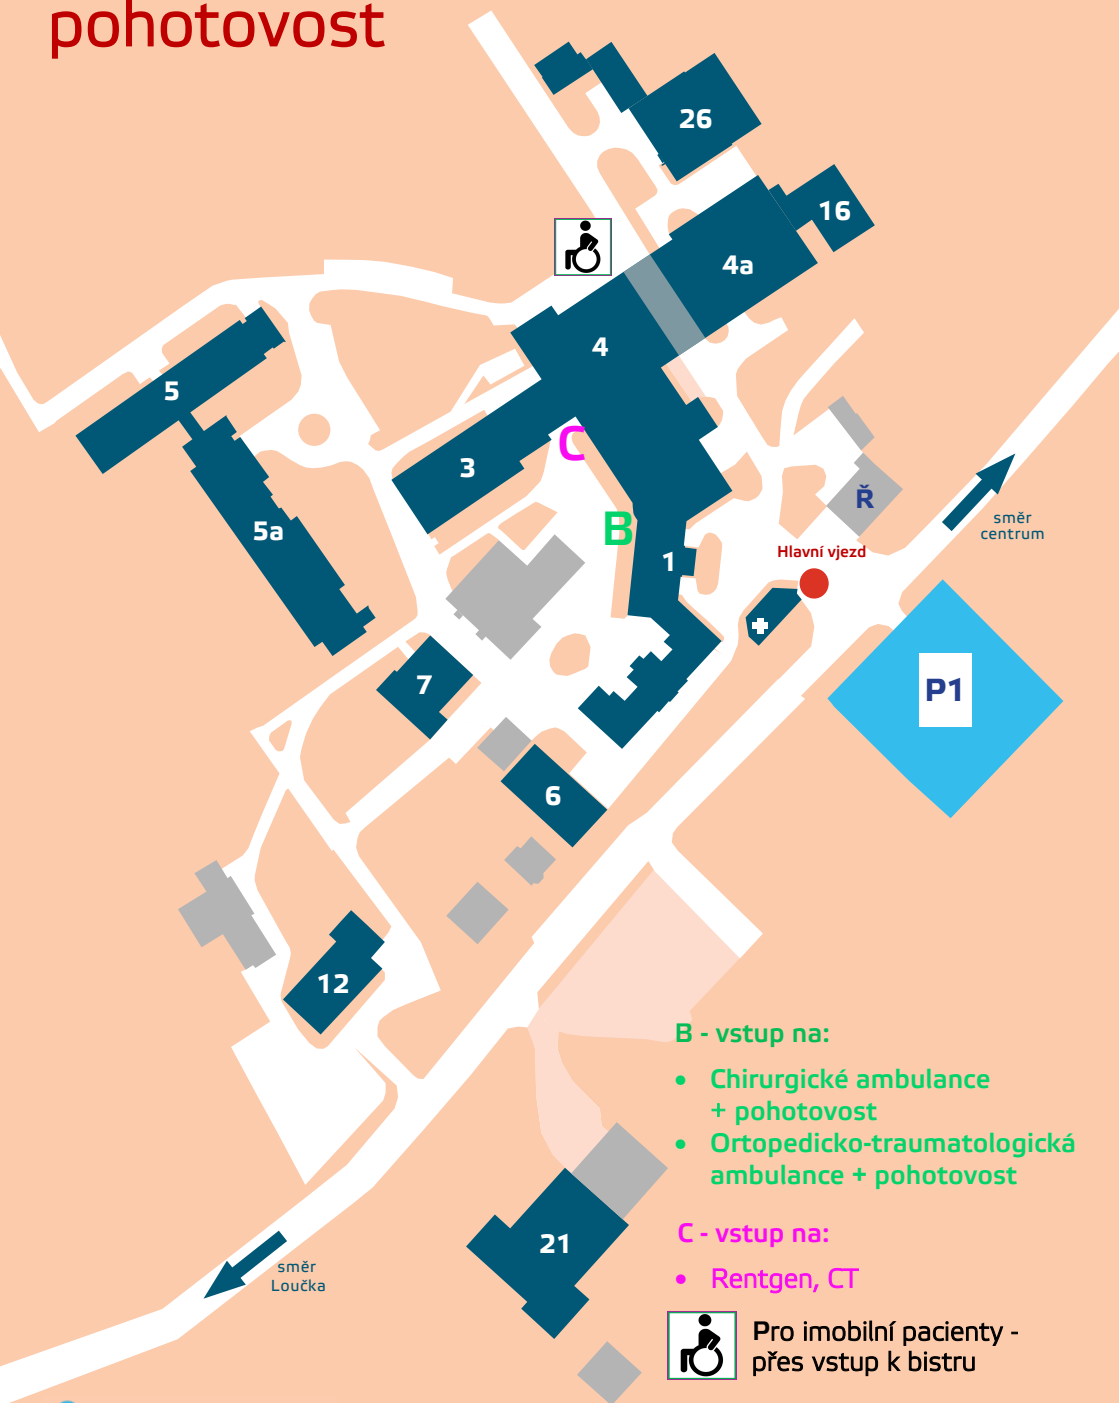 pohotovost
26
16
4a
4
5
C
3
Ř
B
5a
směr
centrum
Hlavní vjezd
1
7
P1
6
12
B - vstup na:
• Chirurgické ambulance
+ pohotovost
• Ortopedicko-traumatologická
ambulance + pohotovost
21
C - vstup na:
• Rentgen, CT
směr
Loučka
Pro imobilní pacienty -
přes vstup k bistru